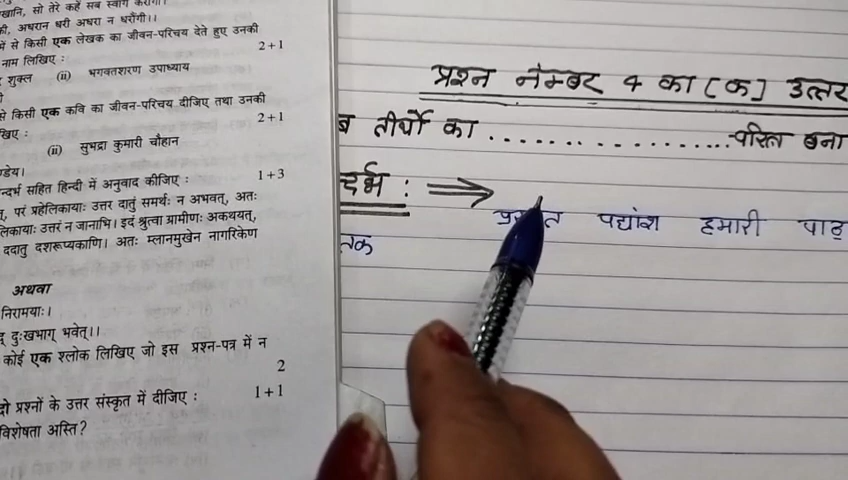 खानि, सो तेरे कहें सब स्वाँग करौंगी।
की, अधरान धरी अधरा न धरौंगी।।
में से किसी एक लेखक का जीवन-परिचय देते हुए उनकी
नाम लिखिए : 2+1
शुक्ल (ii) भगवतशरण उपाध्याय
से किसी एक कवि का जीवन-परिचय दीजिए तथा उनकी
खिए : 2+1
(ii) सुभद्रा कुमारी चौहान
ण्डेय।
न्दर्भ सहित हिन्दी में अनुवाद कीजिए : 1+3
परं प्रहेलिकायाः उत्तर दातुं समर्थः न अभवत्, अतः
लिकायाः उत्तरं न जानाभि। इदं श्रुत्वा ग्रामीणः अकथयत्,
ददातु दशरूप्यकाणि। अतः म्लानमुखेन नागरिकेण
अथवा
निरामयाः।
दुःखभाग् भवेत्।।
कोई एक श्लोक लिखिए जो इस प्रश्न-पत्र में न
2
दो प्रश्नों के उत्तर संस्कृत में दीजिए : 1+1
विशेषता अस्ति?
प्रश्न नम्बर 4 का (क) उत्तर
ब तीर्थो का .................. चरित बना
न्दर्भ : ⇒
पद्यांश हमारी पाठ्
तक